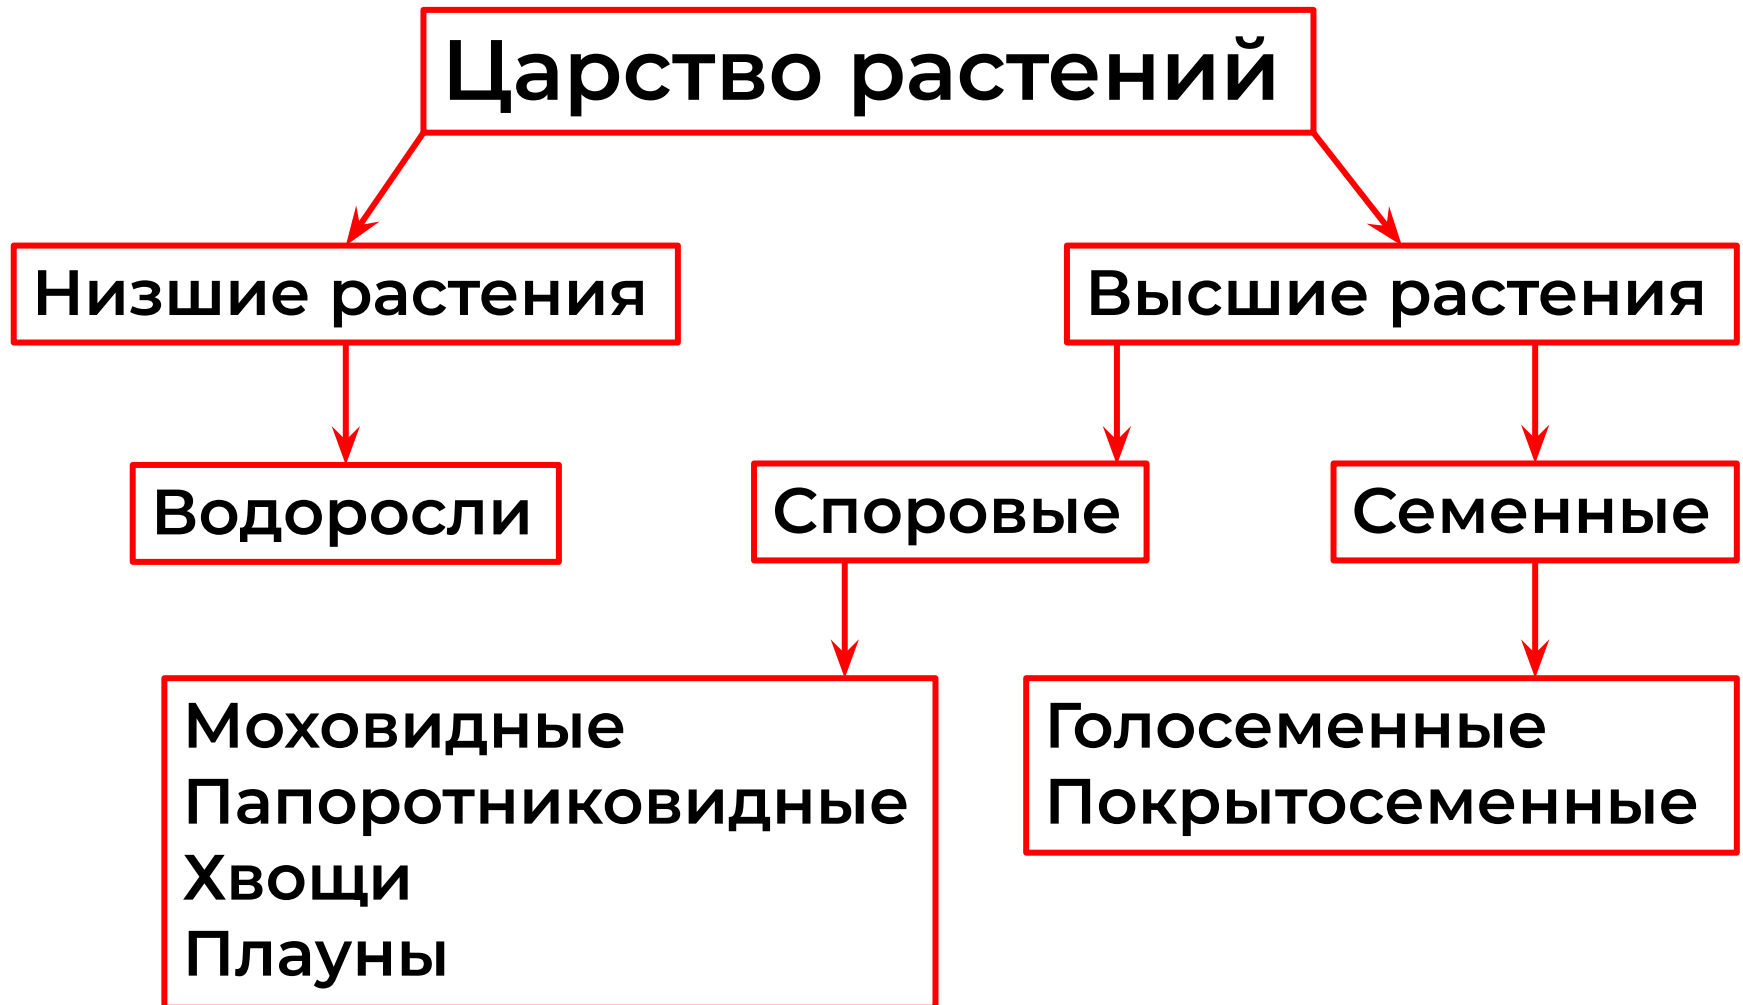 Царство растений
Низшие растения
Высшие растения
Водоросли
Споровые
Семенные
Моховидные
Папоротниковидные
Хвощи
Плауны
Голосеменные
Покрытосеменные